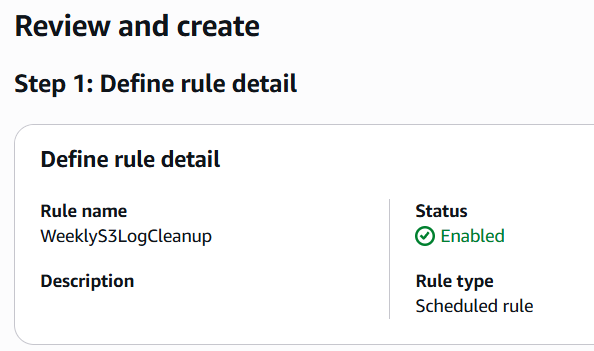 Review and create
Step 1: Define rule detail
Define rule detail
Rule name
WeeklyS3LogCleanup
Description
Status
Enabled
Rule type
Scheduled rule